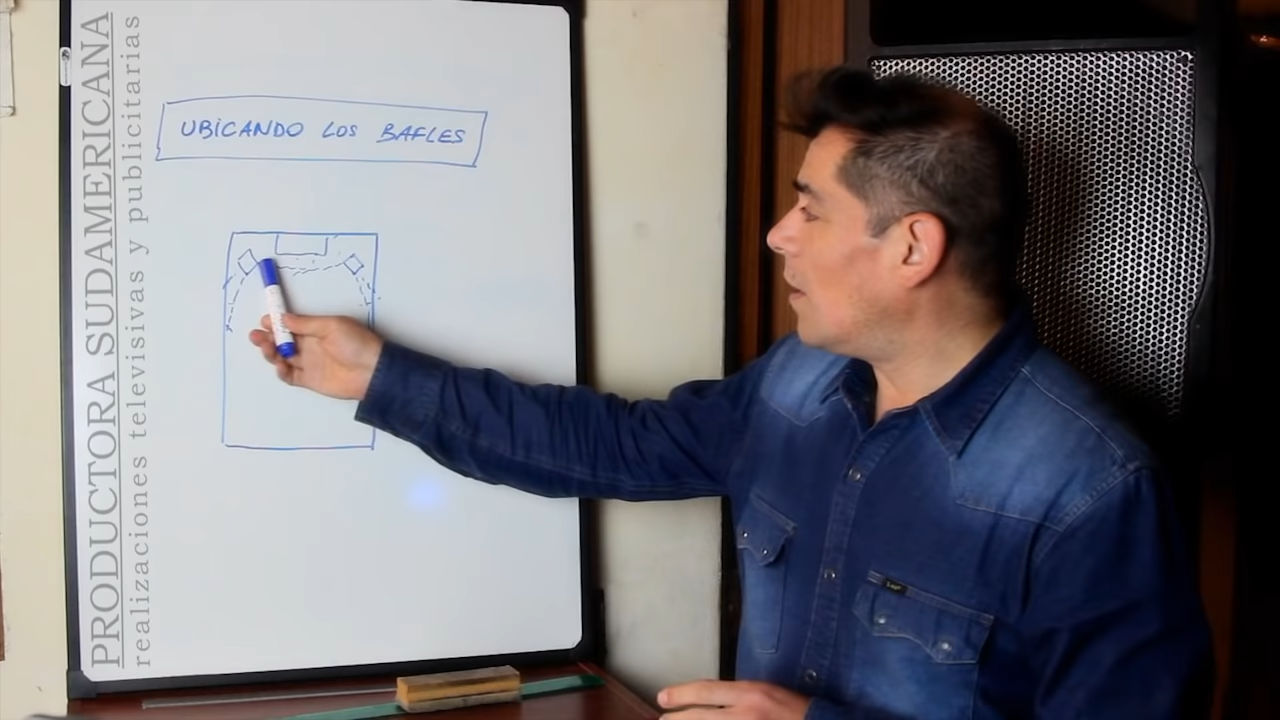 PRODUCTORA SUDAMERICANA
realizaciones televisivas y publicitarias
UBICANDO LOS BAFLES